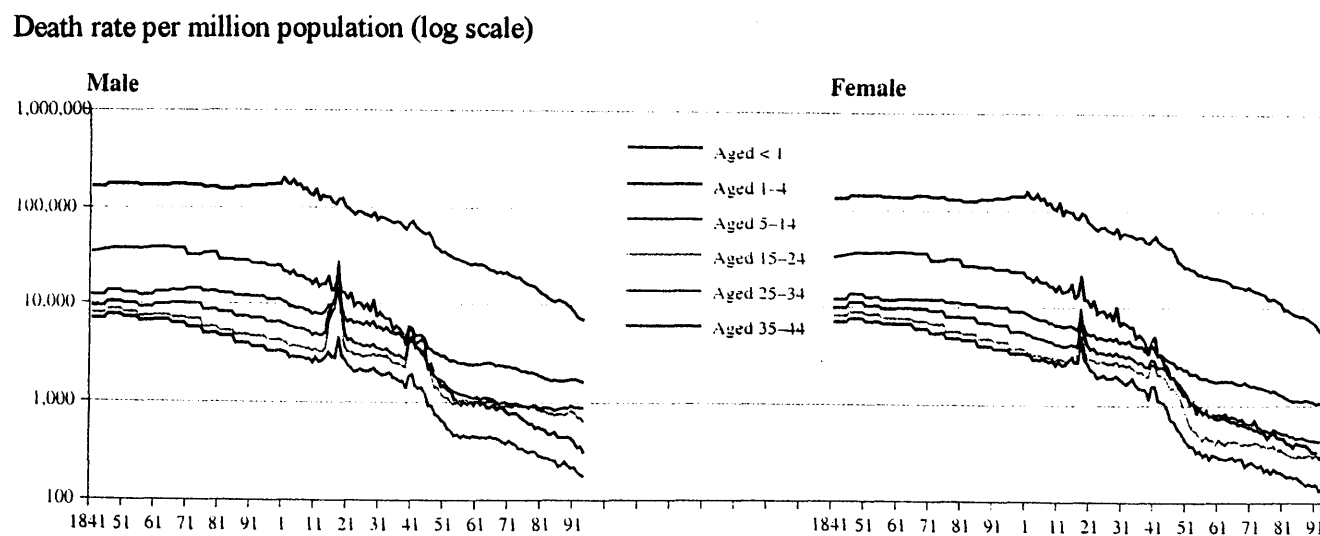 Death rate per million population (log scale)
Male
Female
1,000,000
100,000
10.000
1.000
100
Aged < 1
Aged 1–4
Aged 5–14
Aged 15–24
Aged 25–34
Aged 35–44
1841 51 61 71 81 91 1 11 21 31 41 51 61 71 81 91
1841 51 61 71 81 91 1 11 21 31 41 51 61 71 81 91